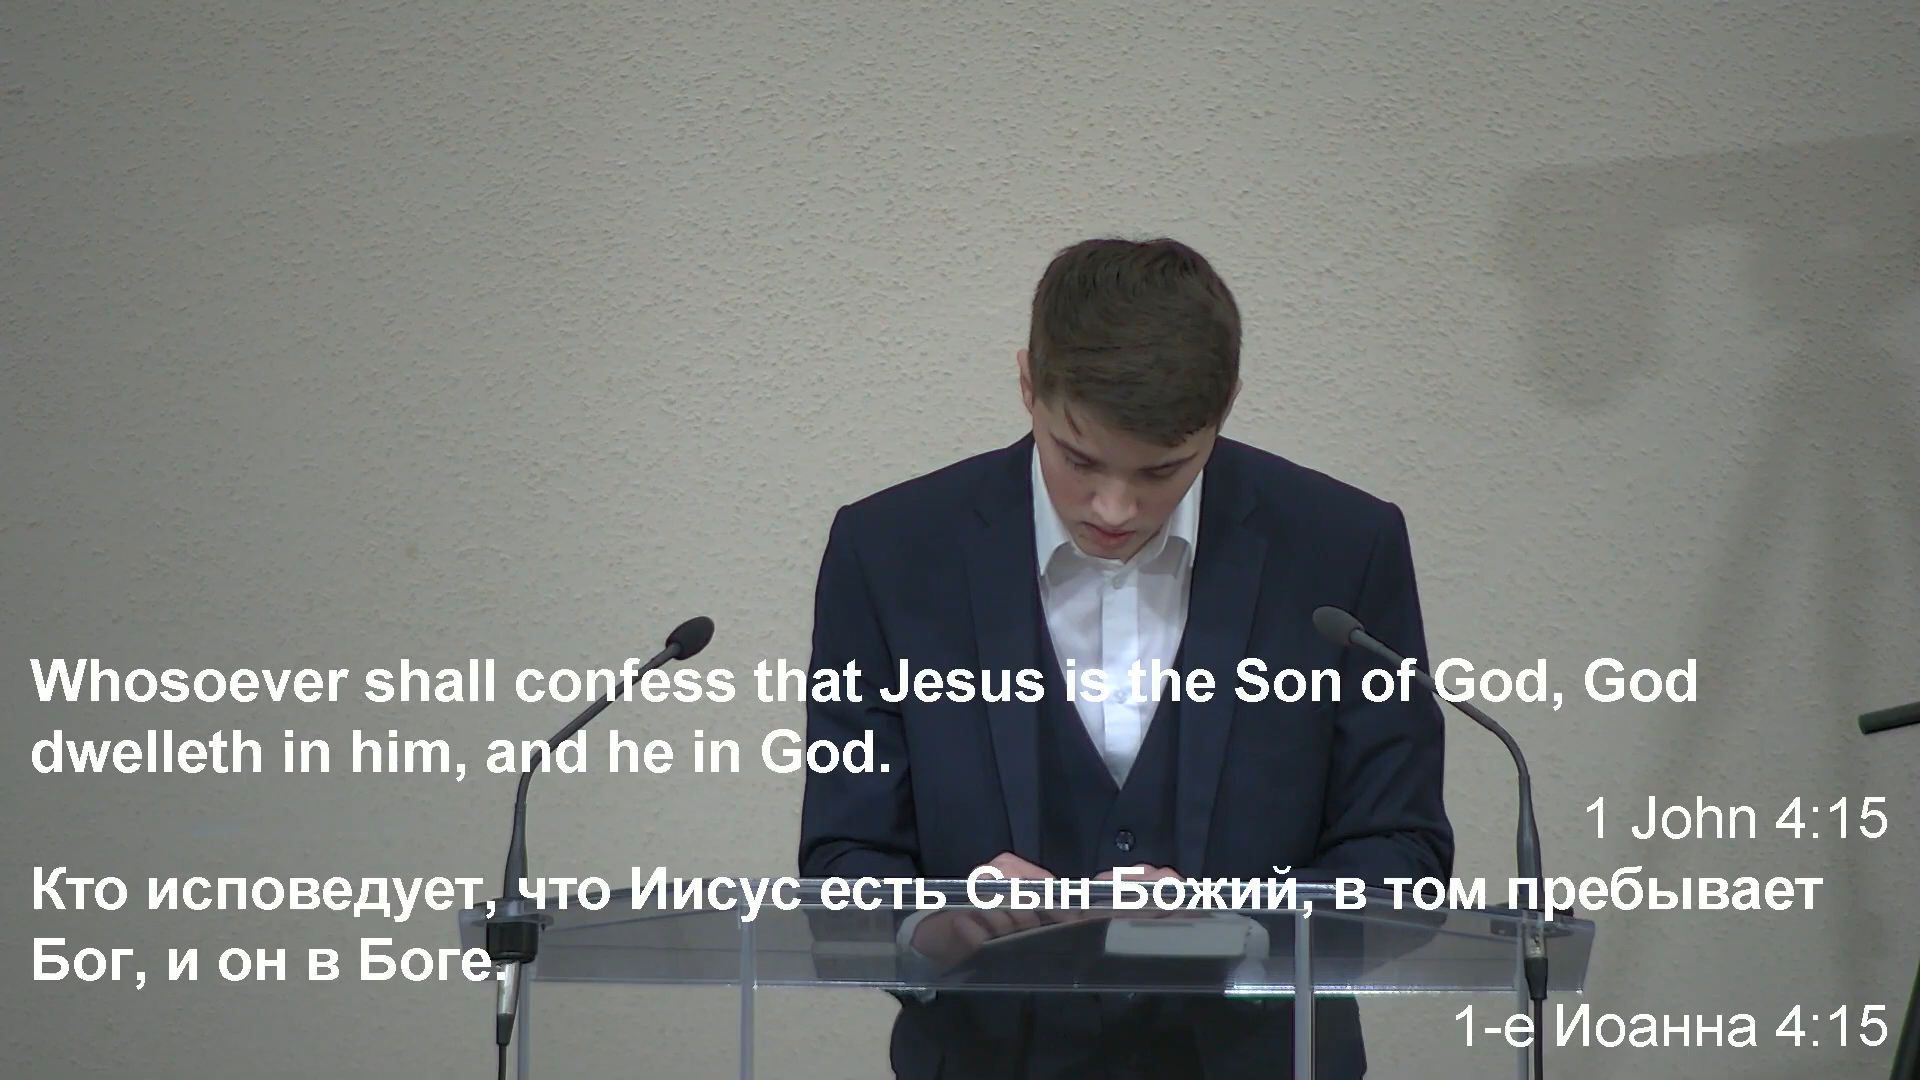 Whosoever shall confess that Jesus is the Son of God, God
dwelleth in him, and he in God.
1 John 4:15
Кто исповедует, что Иисус есть Сын Божий, в том пребывает
Бог, и он в Боге.
1-е Иоанна 4:15